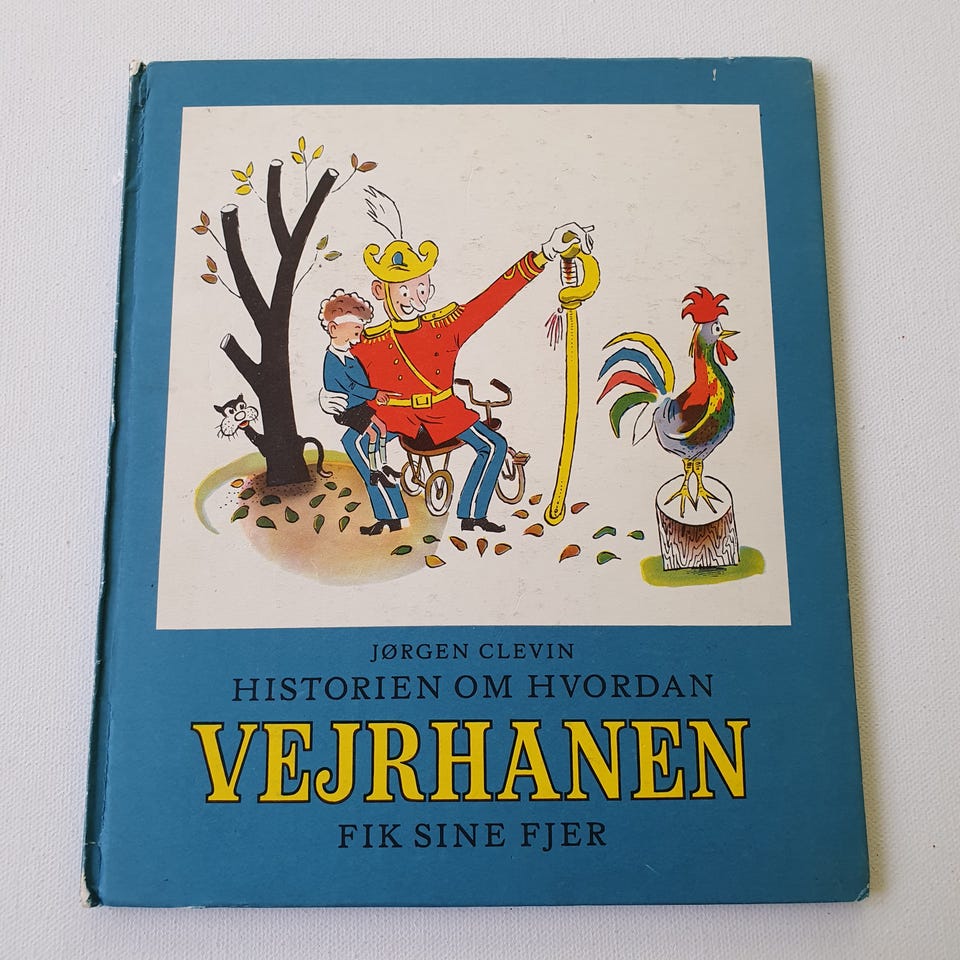 JØRGEN CLEVIN
HISTORIEN OM HVORDAN
VEJRHANEN
FIK SINE FJER